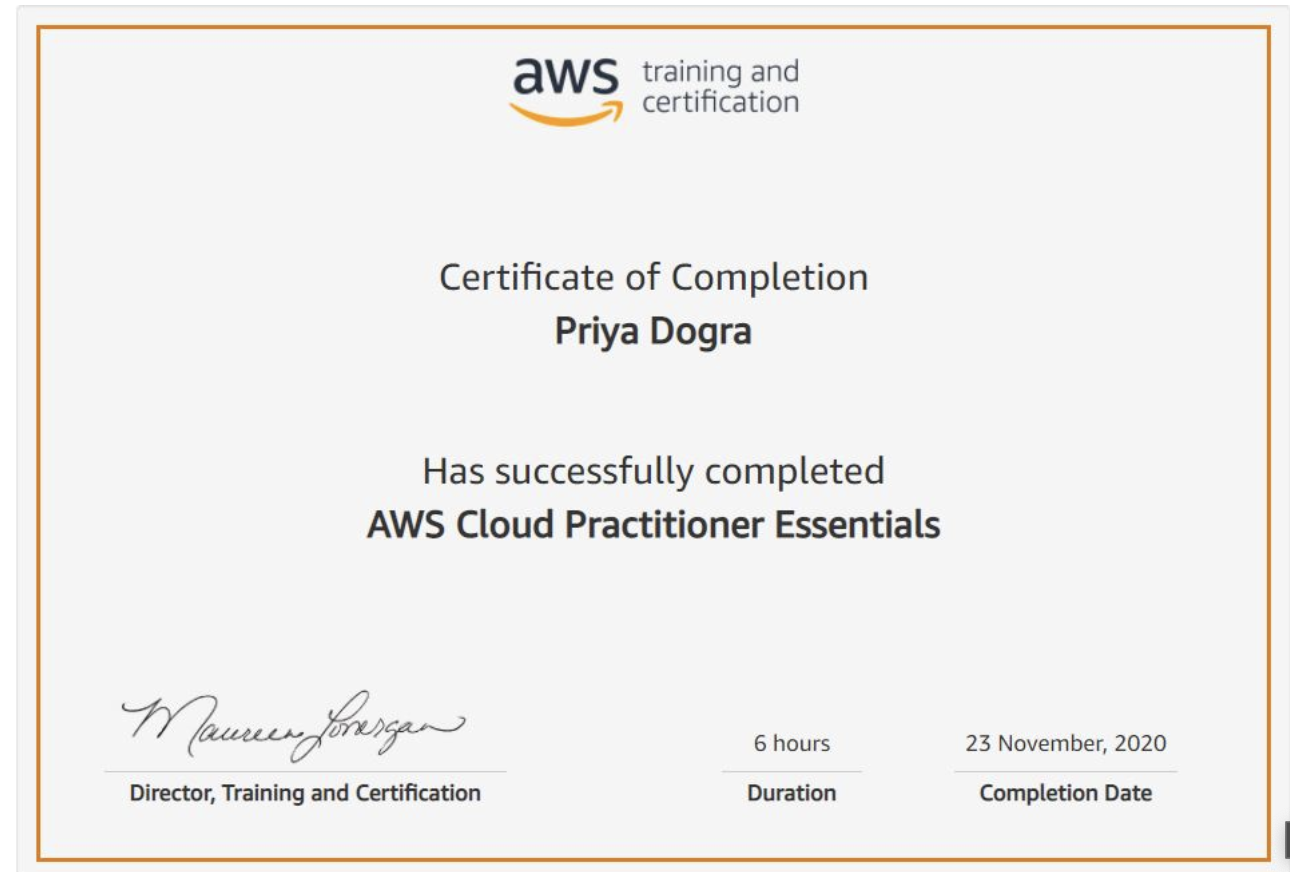 aws training and
certification
Certificate of Completion
Priya Dogra
Has successfully completed
AWS Cloud Practitioner Essentials
Maureen Lonergan
6 hours
23 November, 2020
Director, Training and Certification
Duration
Completion Date